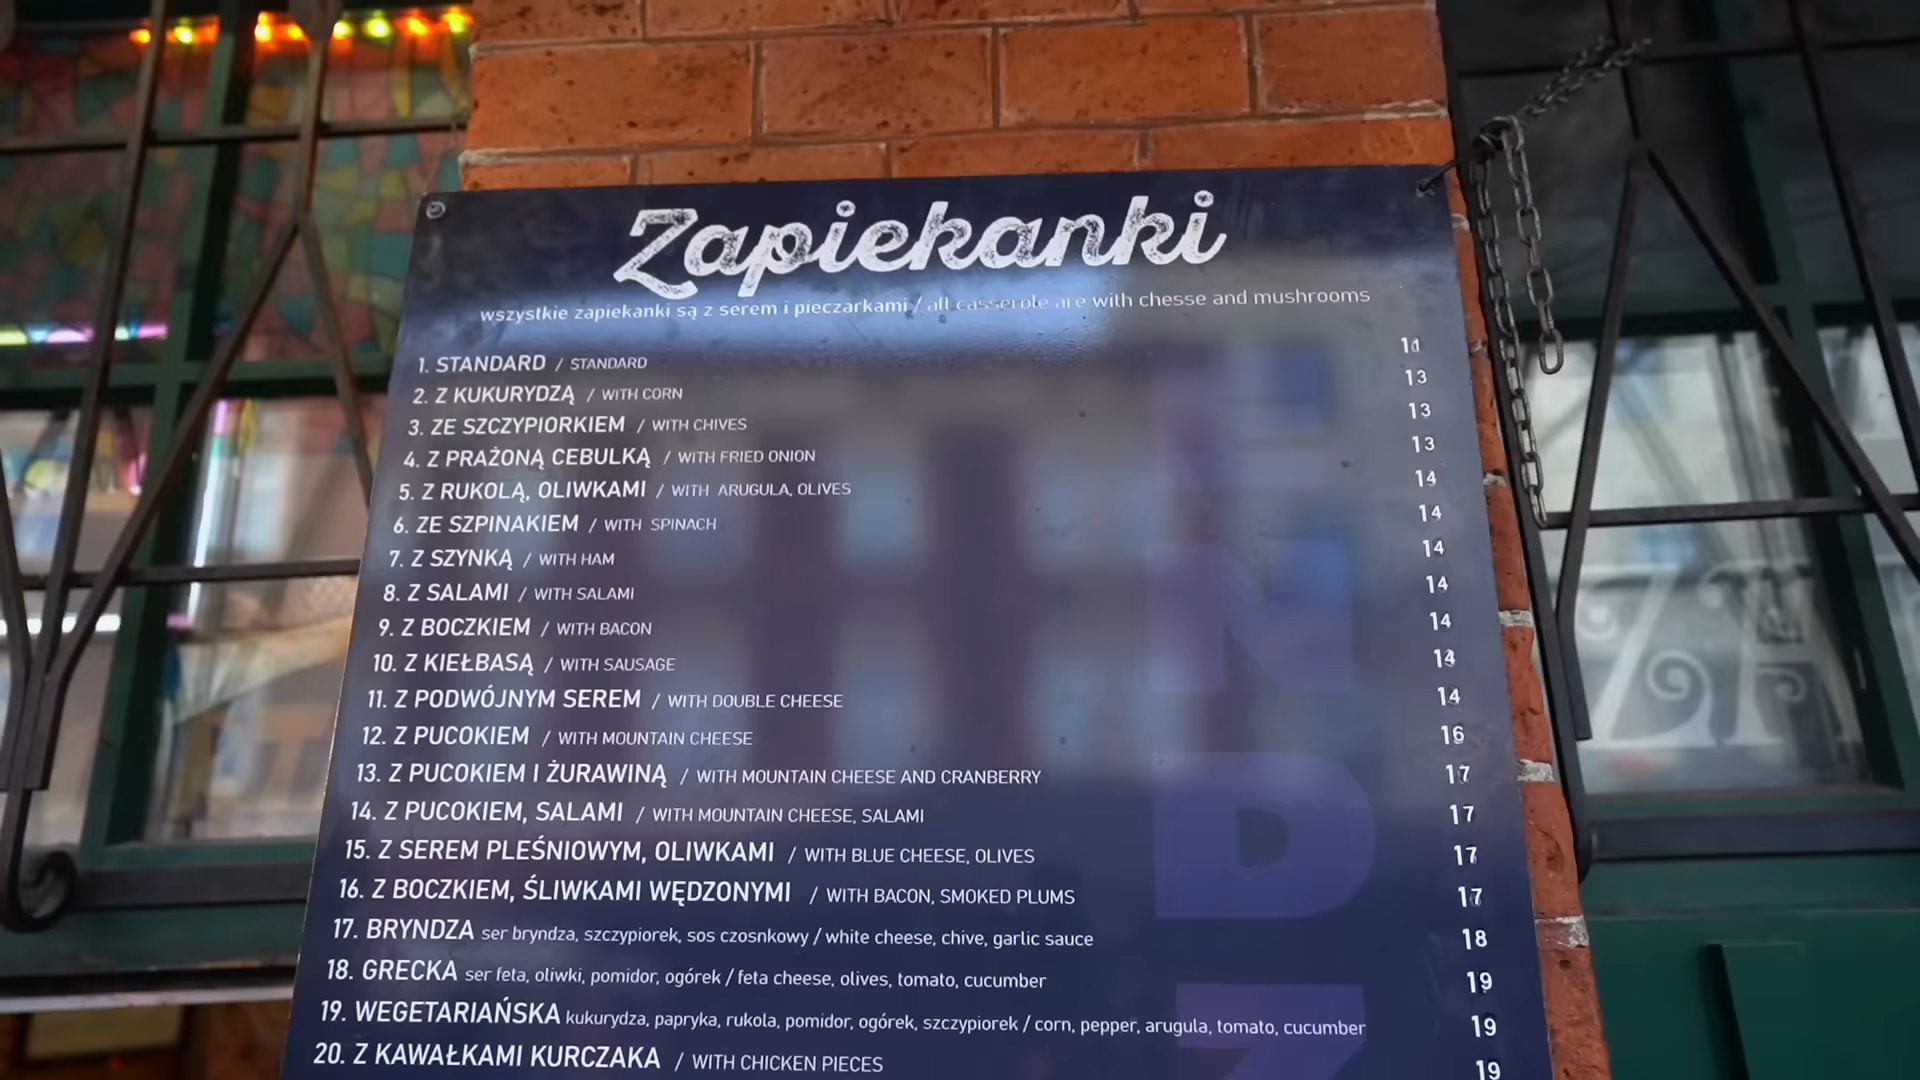 Zapiekanki
wszystkie zapiekanki są z serem i pieczarkami / all casserole are with chesse and mushrooms
1. STANDARD / STANDARD 11
2. Z KUKURYDZĄ / WITH CORN 13
3. ZE SZCZYPIORKIEM / WITH CHIVES 13
4. Z PRAŻONĄ CEBULKĄ / WITH FRIED ONION 13
5. Z RUKOLĄ, OLIWKAMI / WITH ARUGULA, OLIVES 14
6. ZE SZPINAKIEM / WITH SPINACH 14
7. Z SZYNKĄ / WITH HAM 14
8. Z SALAMI / WITH SALAMI 14
9. Z BOCZKIEM / WITH BACON 14
10. Z KIEŁBASĄ / WITH SAUSAGE 14
11. Z PODWÓJNYM SEREM / WITH DOUBLE CHEESE 14
12. Z PUCOKIEM / WITH MOUNTAIN CHEESE 16
13. Z PUCOKIEM I ŻURAWINĄ / WITH MOUNTAIN CHEESE AND CRANBERRY 17
14. Z PUCOKIEM, SALAMI / WITH MOUNTAIN CHEESE, SALAMI 17
15. Z SEREM PLEŚNIOWYM, OLIWKAMI / WITH BLUE CHEESE, OLIVES 17
16. Z BOCZKIEM, ŚLIWKAMI WĘDZONYMI / WITH BACON, SMOKED PLUMS 17
17. BRYNDZA ser bryndza, szczypiorek, sos czosnkowy / white cheese, chive, garlic sauce 18
18. GRECKA ser feta, oliwki, pomidor, ogórek / feta cheese, olives, tomato, cucumber 19
19. WEGETARIAŃSKA kukurydza, papryka, rukola, pomidor, ogórek, szczypiorek / corn, pepper, arugula, tomato, cucumber 19
20. Z KAWAŁKAMI KURCZAKA / WITH CHICKEN PIECES 19